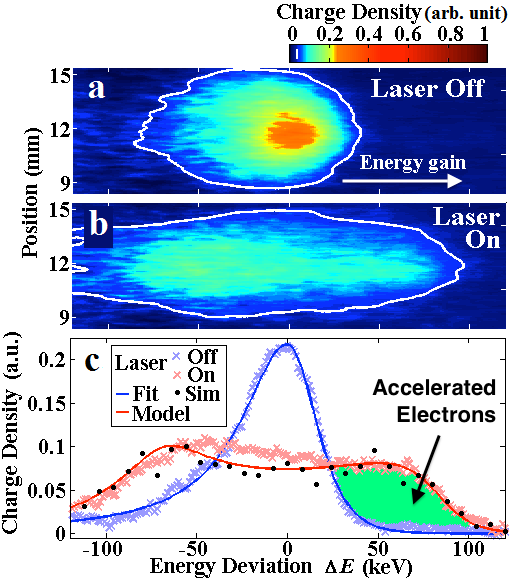 Charge Density (arb. unit)
0 0.2 0.4 0.6 0.8 1
a
Laser Off
Energy gain
15
12
9
Position (mm)
b
Laser
On
15
12
9
c
Laser × Off
× On • Sim
Fit
Model
Accelerated
Electrons
0.2
0.15
0.1
0.05
0
Charge Density (a.u.)
-100 -50 0 50 100
Energy Deviation ΔE (keV)